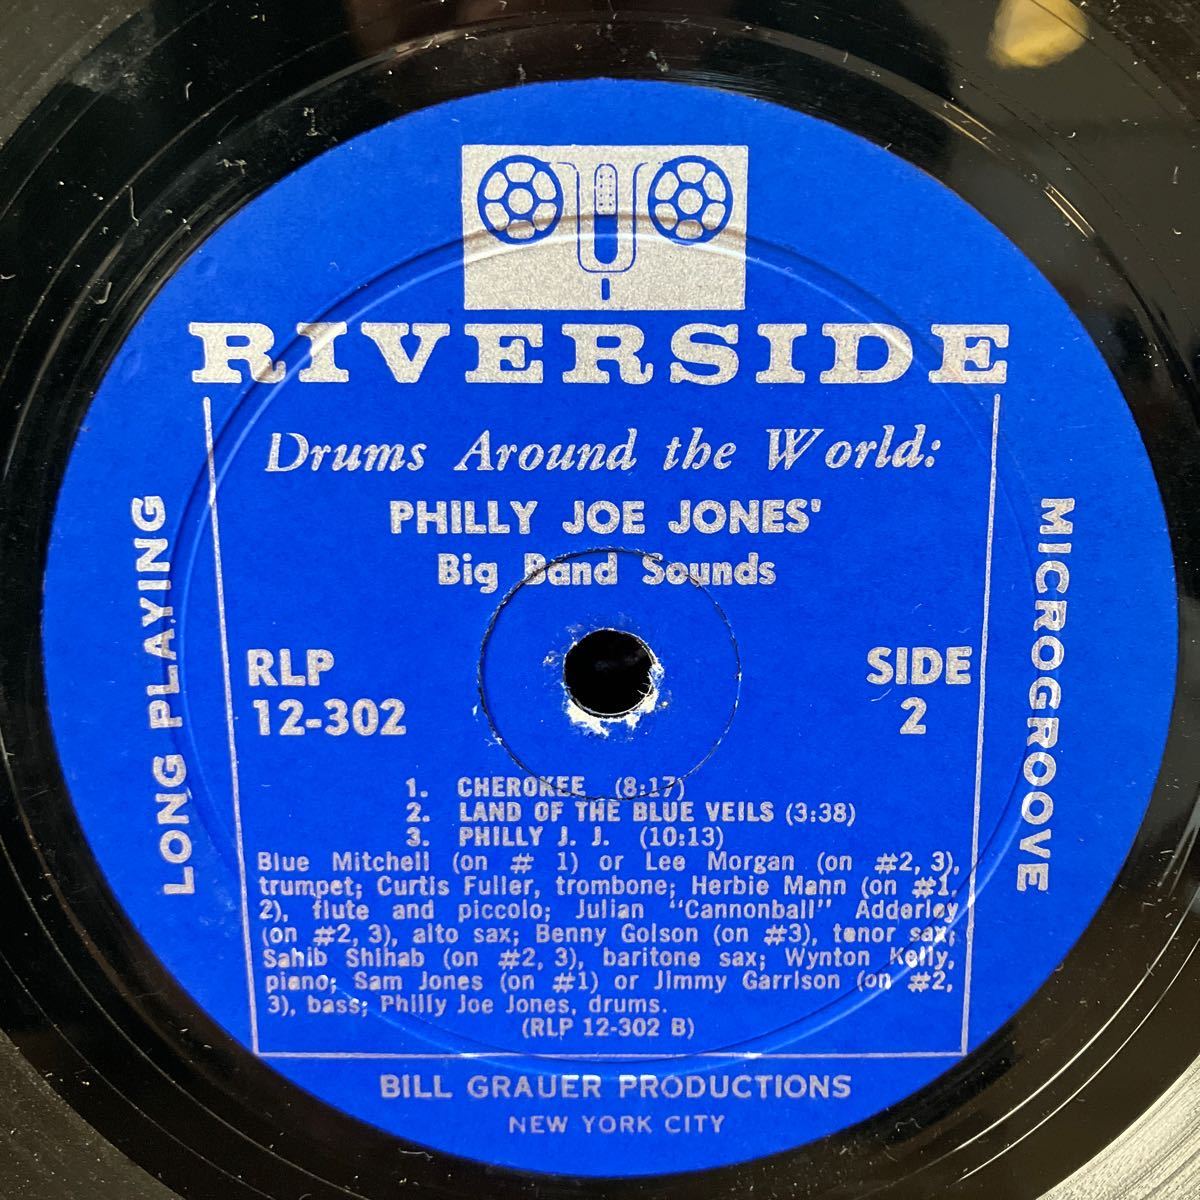 RIVERSIDE
Drums Around the World:
PHILLY JOE JONES'
Big Band Sounds
LONG PLAYING
MICROGROOVE
RLP
12-302
SIDE
2
1. CHEROKEE (8:17)
2. LAND OF THE BLUE VEILS (3:38)
3. PHILLY J. J. (10:13)
Blue Mitchell (on # 1) or Lee Morgan (on #2, 3),
trumpet; Curtis Fuller, trombone; Herbie Mann (on #1,
2), flute and piccolo; Julian "Cannonball" Adderley
(on #2, 3), alto sax; Benny Golson (on #3), tenor sax;
Sahib Shihab (on #2, 3), baritone sax; Wynton Kelly,
piano; Sam Jones (on #1) or Jimmy Garrison (on #2,
3), bass; Philly Joe Jones, drums.
(RLP 12-302 B)
BILL GRAUER PRODUCTIONS
NEW YORK CITY